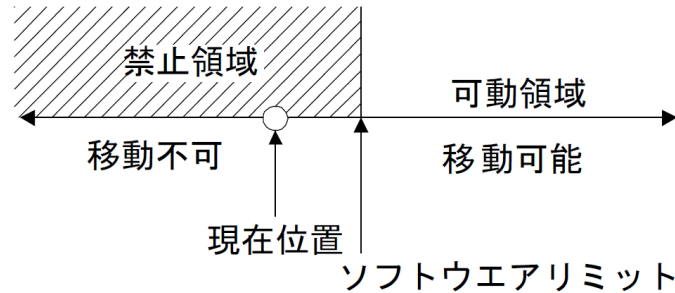 禁止領域
可動領域
移動不可
移動可能
現在位置
ソフトウエアリミット